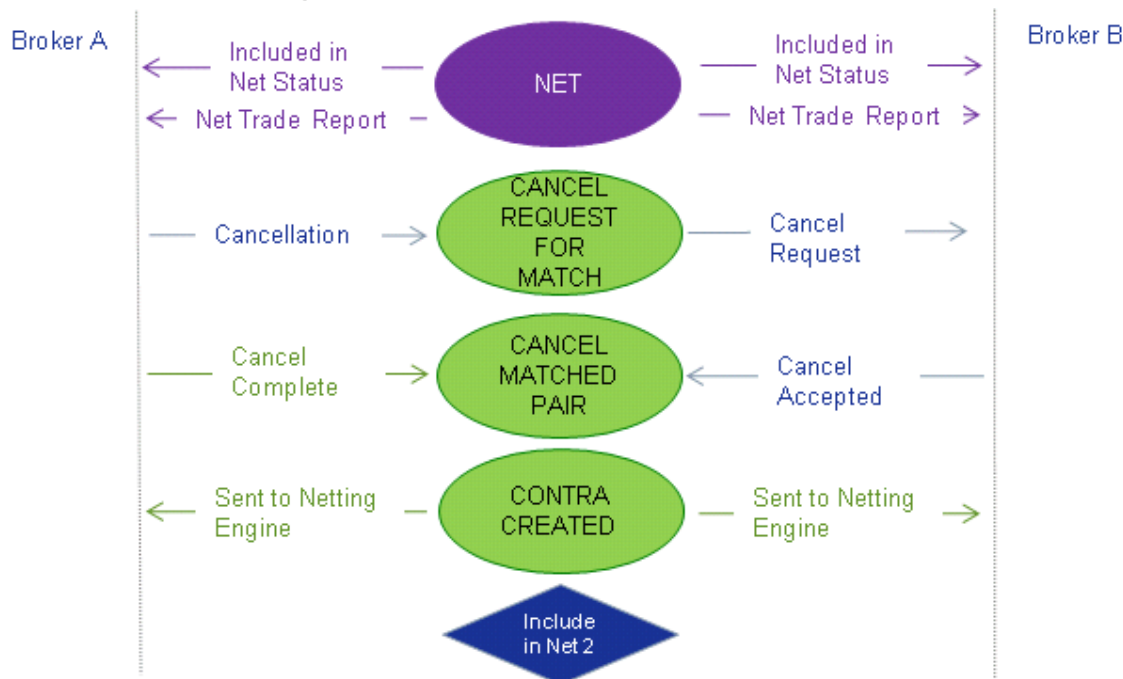 Broker A
Broker B
Included in
Net Status
NET
Included in
Net Status
Net Trade Report
Net Trade Report
Cancellation
CANCEL
REQUEST
FOR
MATCH
Cancel
Request
Cancel
Complete
CANCEL
MATCHED
PAIR
Cancel
Accepted
Sent to Netting
Engine
CONTRA
CREATED
Sent to Netting
Engine
Include
in Net 2